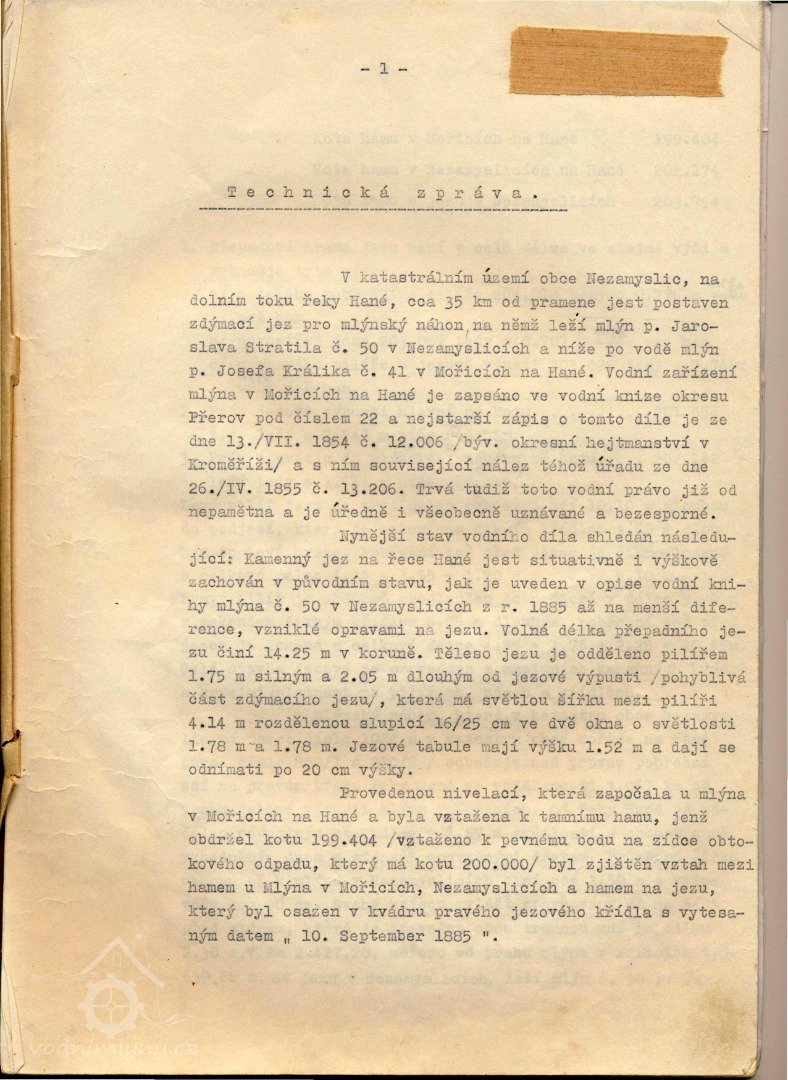 - 1 -
Technická zpráva.
V katastrálním území obce Nezamyslic, na
dolním toku řeky Hané, cca 35 km od pramene jest postaven
zdýmací jez pro mlýnský náhon na němž leží mlýn p. Jaro-
slava Stratila č. 50 v Nezamyslicích a níže po vodě mlýn
p. Josefa Králika č. 41 v Mořicích na Hané. Vodní zařízení
mlýna v Mořicích na Hané je zapsáno ve vodní knize okresu
Přerov pod číslem 22 a nejstarší zápis o tomto díle je ze
dne 13./VII. 1854 č. 12.006 /býv. okresní hejtmanství v
Kroměříži/ a s ním související nález téhož úřadu ze dne
26./IV. 1855 č. 13.206. Trvá tudiž toto vodní právo již od
nepamětna a je úředně i všeobecně uznávané a bezesporné.
Nynější stav vodního díla shledán následu-
jící: Kamenný jez na řece Hané jest situativně i výškově
zachován v původním stavu, jak je uveden v opise vodní kni-
hy mlýna č. 50 v Nezamyslicích z r. 1885 až na menší dife-
rence, vzniklé opravami na jezu. Volná délka přepadního je-
zu činí 14.25 m v koruně. Těleso jezu je odděleno pilířem
1.75 m silným a 2.05 m dlouhým od jezové výpusti /pohyblivá
část zdýmacího jezu/, která má světlou šířku mezi pilíři
4.14 m rozdělenou slupicí 16/25 cm ve dvě okna o světlosti
1.78 m a 1.78 m. Jezové tabule mají výšku 1.52 m a dají se
odnímati po 20 cm výšky.
Provedenou nivelací, která započala u mlýna
v Mořicích na Hané a byla vztažena k tamnímu hamu, jenž
obdržel kotu 199.404 /vztaženo k pevnému bodu na zídce obto-
kového odpadu, který má kotu 200.000/ byl zjištěn vztah mezi
hamem u Mlýna v Mořicích, Nezamyslicích a hamem na jezu,
který byl osazen v kvádru pravého jezového křídla s vytesa-
ným datem „ 10. September 1885 ".
vodnimlyny.cz